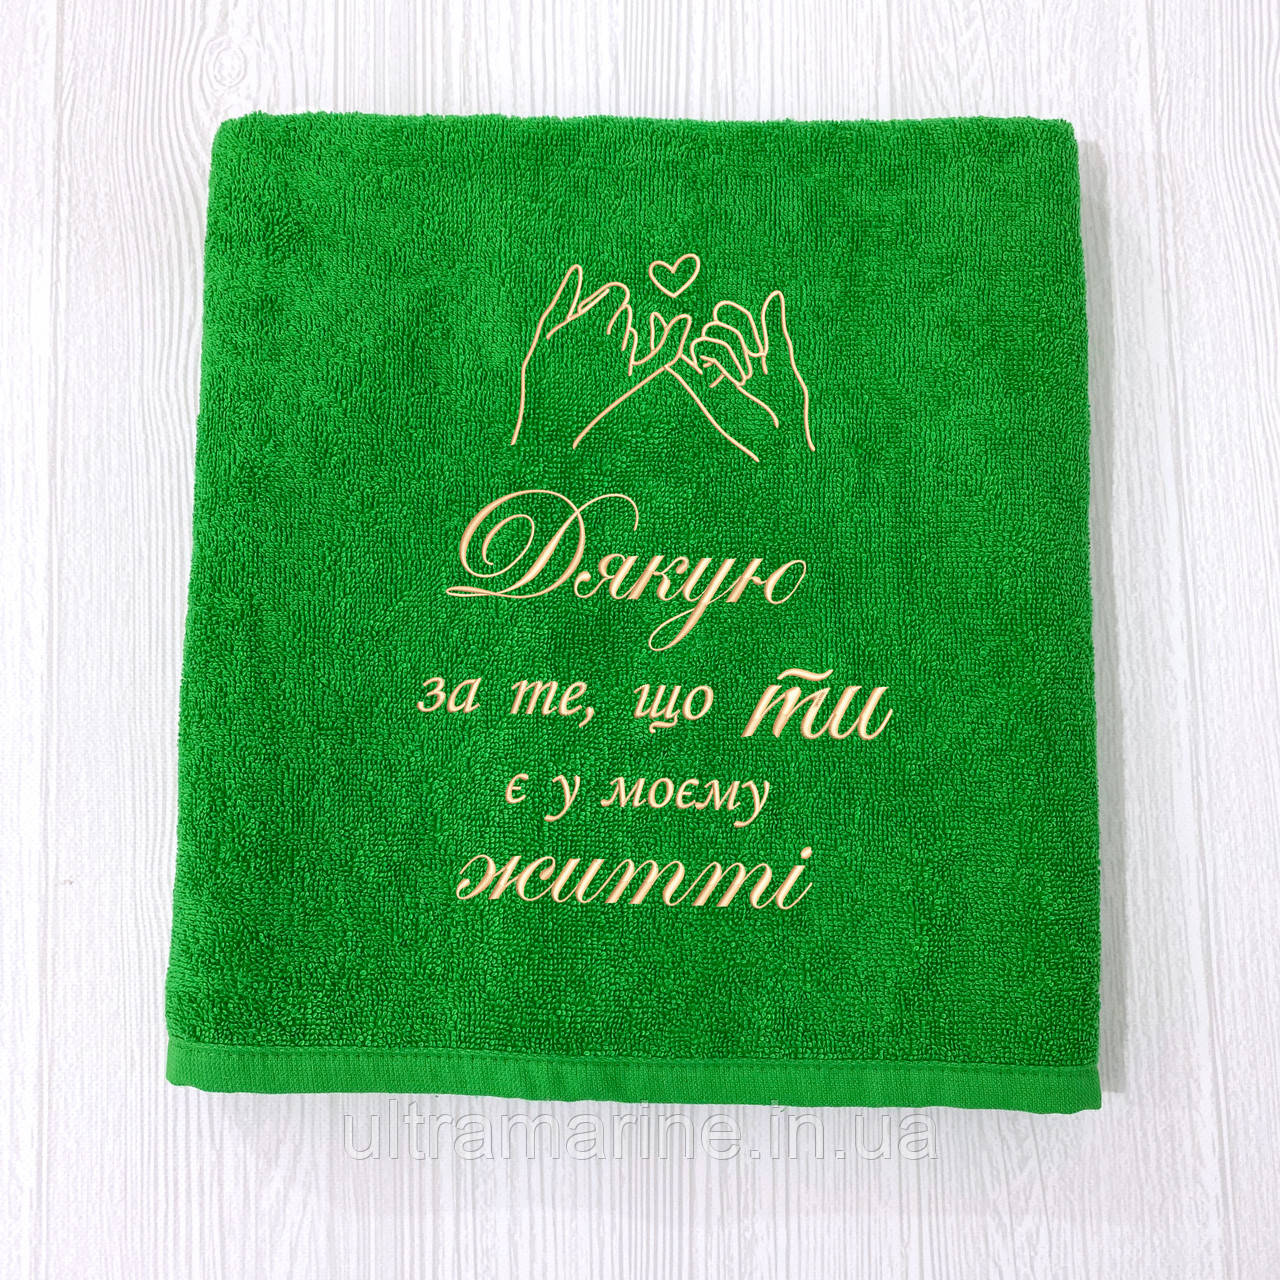 Дякую
за те, що ти
є у моєму
житті
ultramarine.in.ua